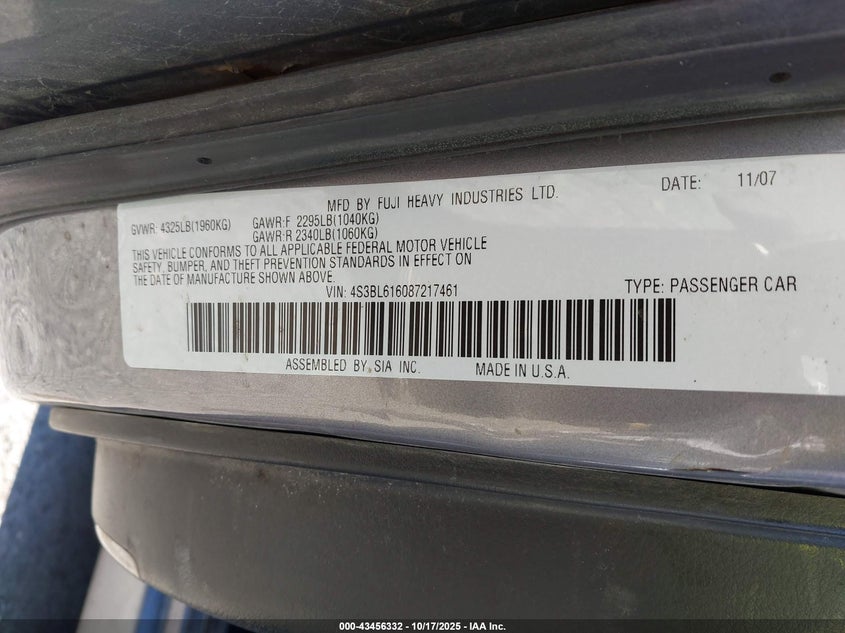 MFD BY FUJI HEAVY INDUSTRIES LTD. DATE: 11/07
GVWR: 4325LB(1960KG) GAWR:F 2295LB(1040KG)
GAWR:R 2340LB(1060KG)
THIS VEHICLE CONFORMS TO ALL APPLICABLE FEDERAL MOTOR VEHICLE
SAFETY, BUMPER, AND THEFT PREVENTION STANDARDS IN EFFECT ON
THE DATE OF MANUFACTURE SHOWN ABOVE.
VIN: 4S3BL616087217461 TYPE: PASSENGER CAR
ASSEMBLED BY SIA INC. MADE IN U.S.A.
000-43456332 - 10/17/2025 - IAA Inc.